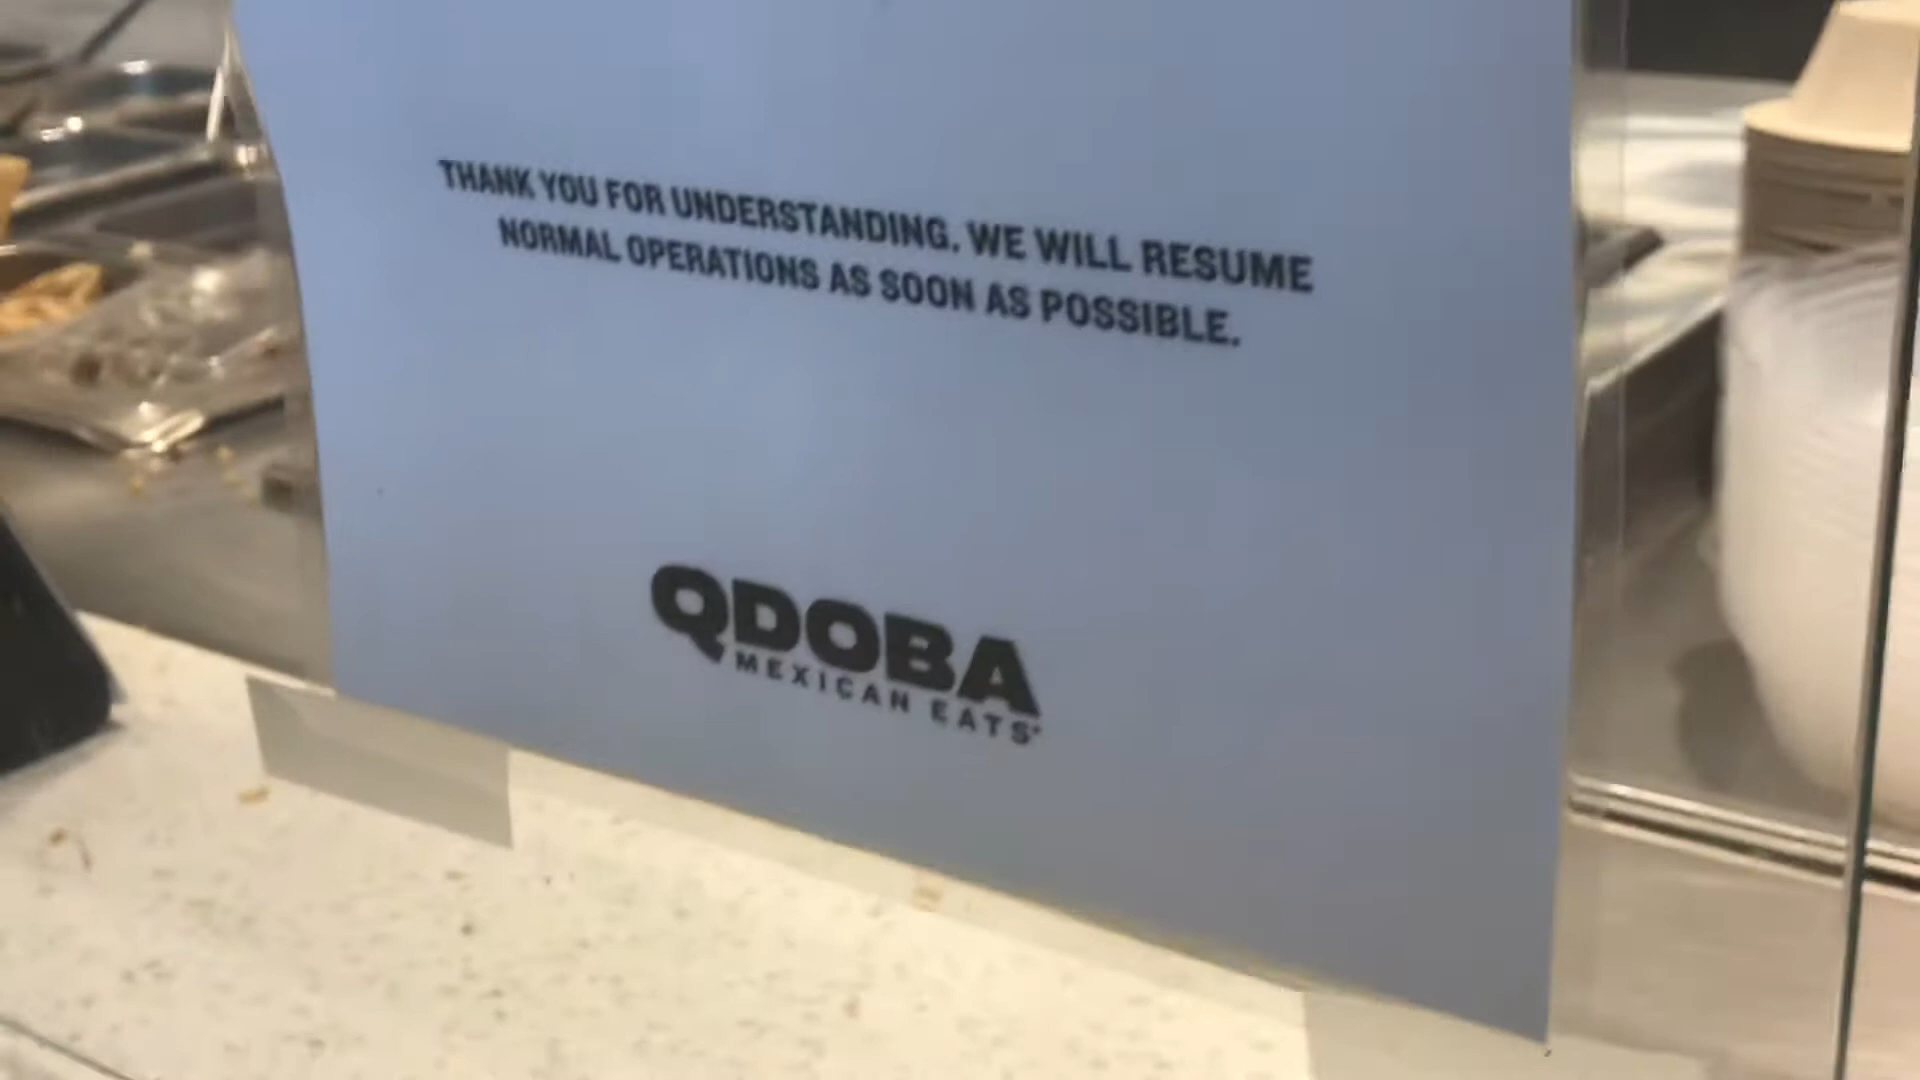 THANK YOU FOR UNDERSTANDING. WE WILL RESUME
NORMAL OPERATIONS AS SOON AS POSSIBLE.
QDOBA
MEXICAN EATS